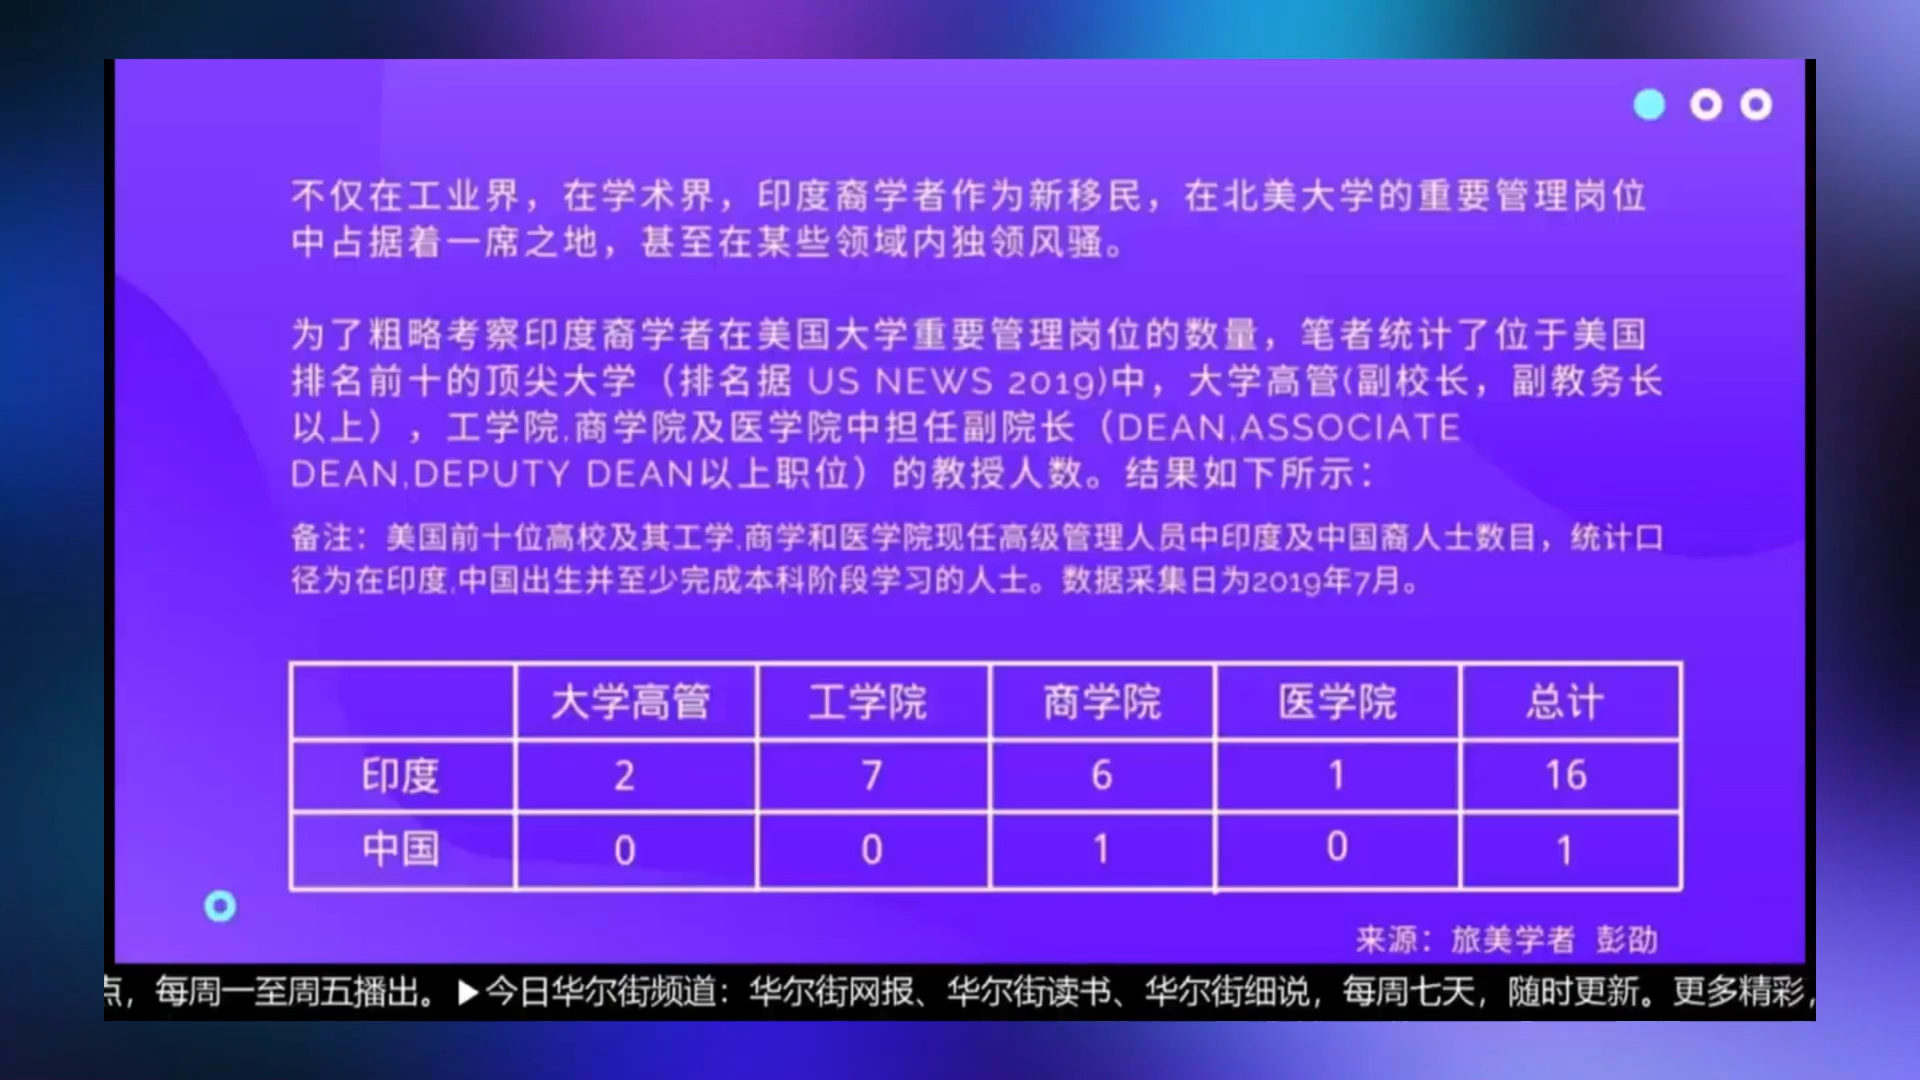 不仅在工业界，在学术界，印度裔学者作为新移民，在北美大学的重要管理岗位
中占据着一席之地，甚至在某些领域内独领风骚。
为了粗略考察印度裔学者在美国大学重要管理岗位的数量，笔者统计了位于美国
排名前十的顶尖大学（排名据 US NEWS 2019)中，大学高管(副校长，副教务长
以上），工学院,商学院及医学院中担任副院长（DEAN,ASSOCIATE
DEAN,DEPUTY DEAN以上职位）的教授人数。结果如下所示：
备注：美国前十位高校及其工学,商学和医学院现任高级管理人员中印度及中国裔人士数目，统计口
径为在印度,中国出生并至少完成本科阶段学习的人士。数据采集日为2019年7月。
大学高管 工学院 商学院 医学院 总计
印度 2 7 6 1 16
中国 0 0 1 0 1
来源：旅美学者 彭劭
点，每周一至周五播出。▶今日华尔街频道：华尔街网报、华尔街读书、华尔街细说，每周七天，随时更新。更多精彩，